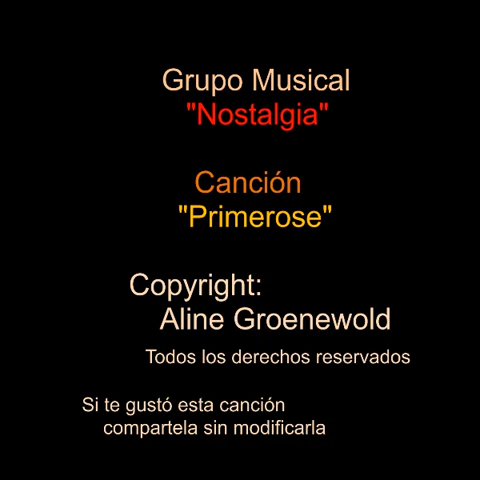 Grupo Musical
"Nostalgia"
Canción
"Primerose"
Copyright:
Aline Groenewold
Todos los derechos reservados
Si te gustó esta canción
compartela sin modificarla